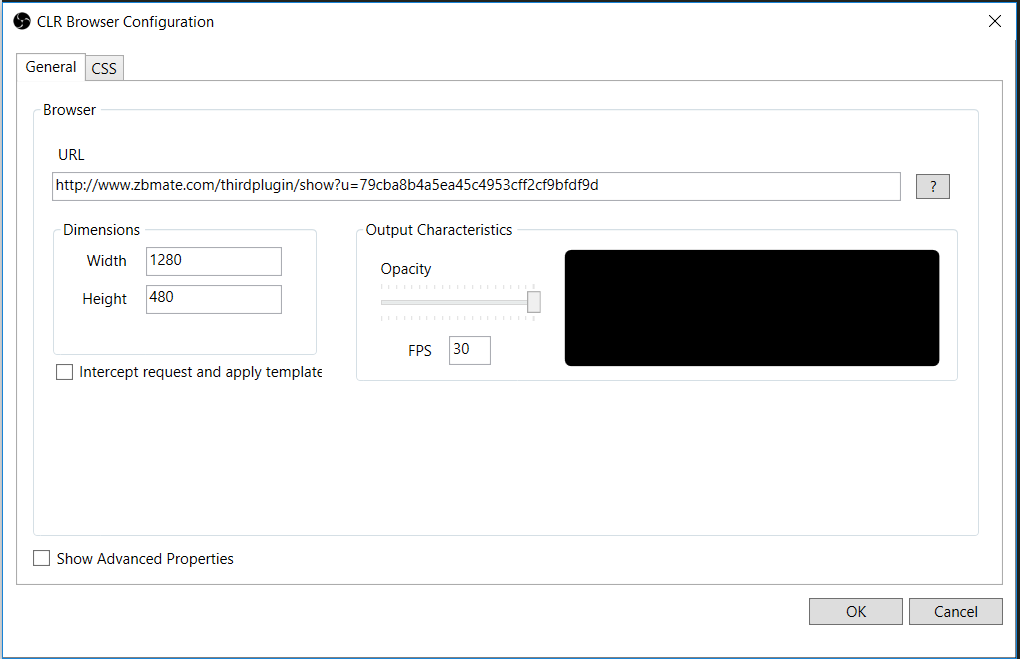 CLR Browser Configuration
General
CSS
Browser
URL
http://www.zbmate.com/thirdplugin/show?u=79cba8b4a5ea45c4953cff2cf9bfdf9d
?
Dimensions
Width 1280
Height 480
Intercept request and apply template
Output Characteristics
Opacity
FPS 30
Show Advanced Properties
OK
Cancel